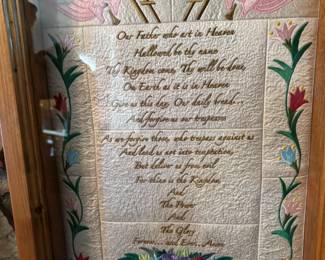 Our Father who art in Heaven
Hallowed be thy name
Thy Kingdom come, Thy will be done,
On Earth as it is in Heaven
Give us this day, Our daily bread...
And forgive us our trespasses
As we forgive those, who trespass against us
And lead us not into temptation,
But deliver us from evil
For thine is the Kingdom
And
The Power
And
The Glory
Forever..... and Ever... Amen